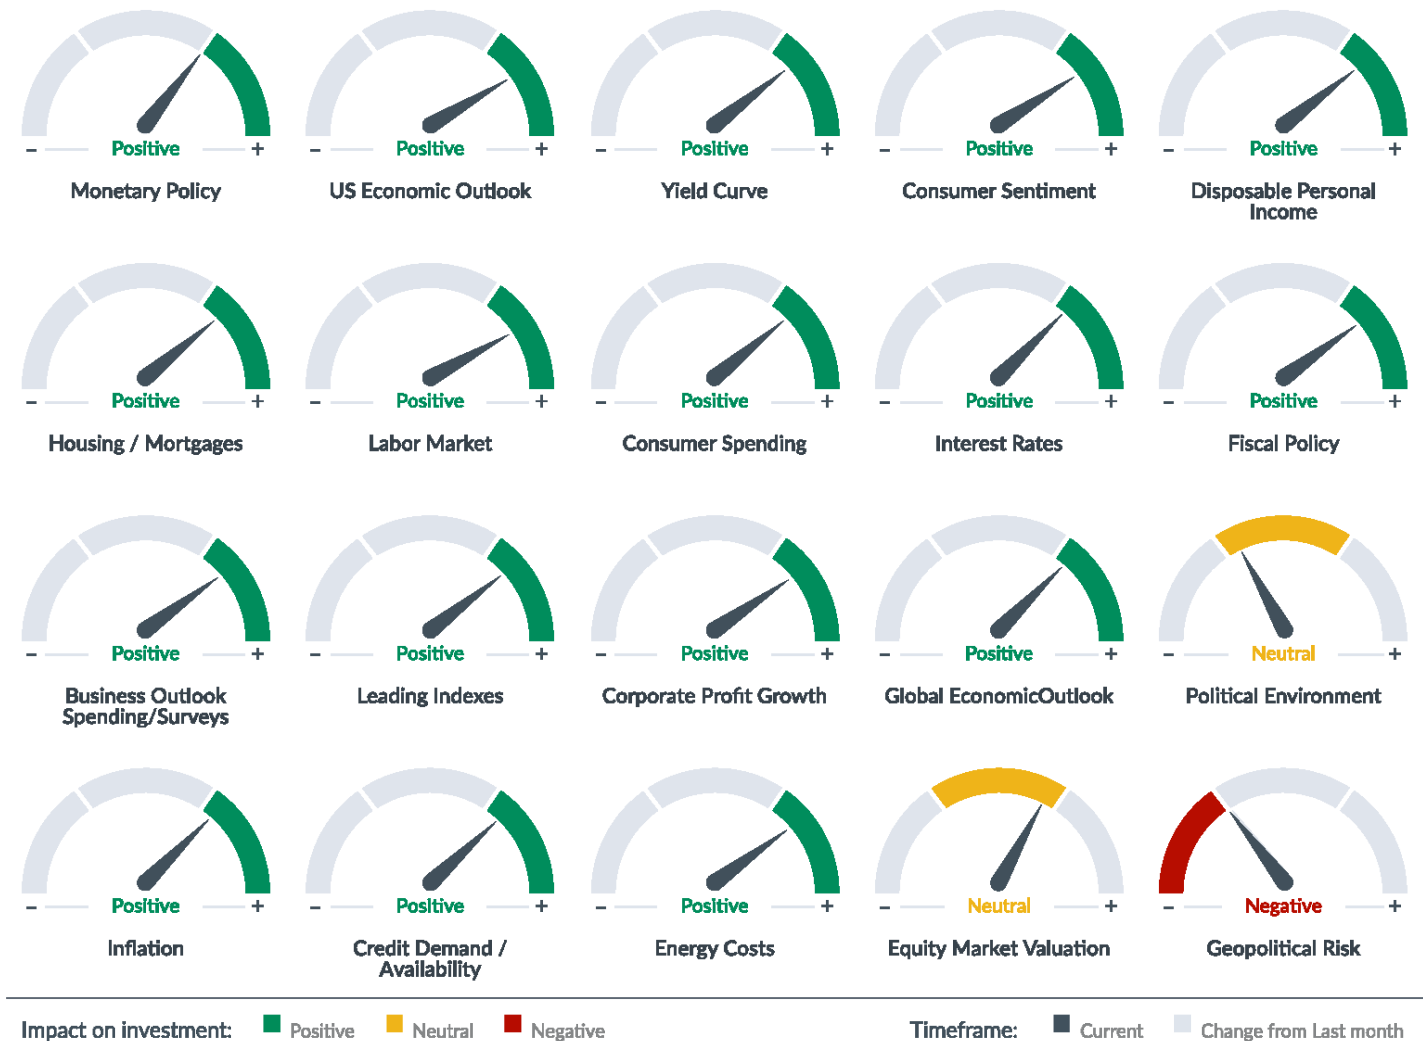 Positive Positive Positive Positive Positive
- + - + - + - + - +
Monetary Policy US Economic Outlook Yield Curve Consumer Sentiment Disposable Personal
Income
Positive Positive Positive Positive Positive
- + - + - + - + - +
Housing / Mortgages Labor Market Consumer Spending Interest Rates Fiscal Policy
Positive Positive Positive Positive Neutral
- + - + - + - + - +
Business Outlook Leading Indexes Corporate Profit Growth Global EconomicOutlook Political Environment
Spending/Surveys
Positive Positive Positive Neutral Negative
- + - + - + - + - +
Inflation Credit Demand / Energy Costs Equity Market Valuation Geopolitical Risk
Availability
Impact on investment: Positive Neutral Negative Timeframe: Current Change from Last month